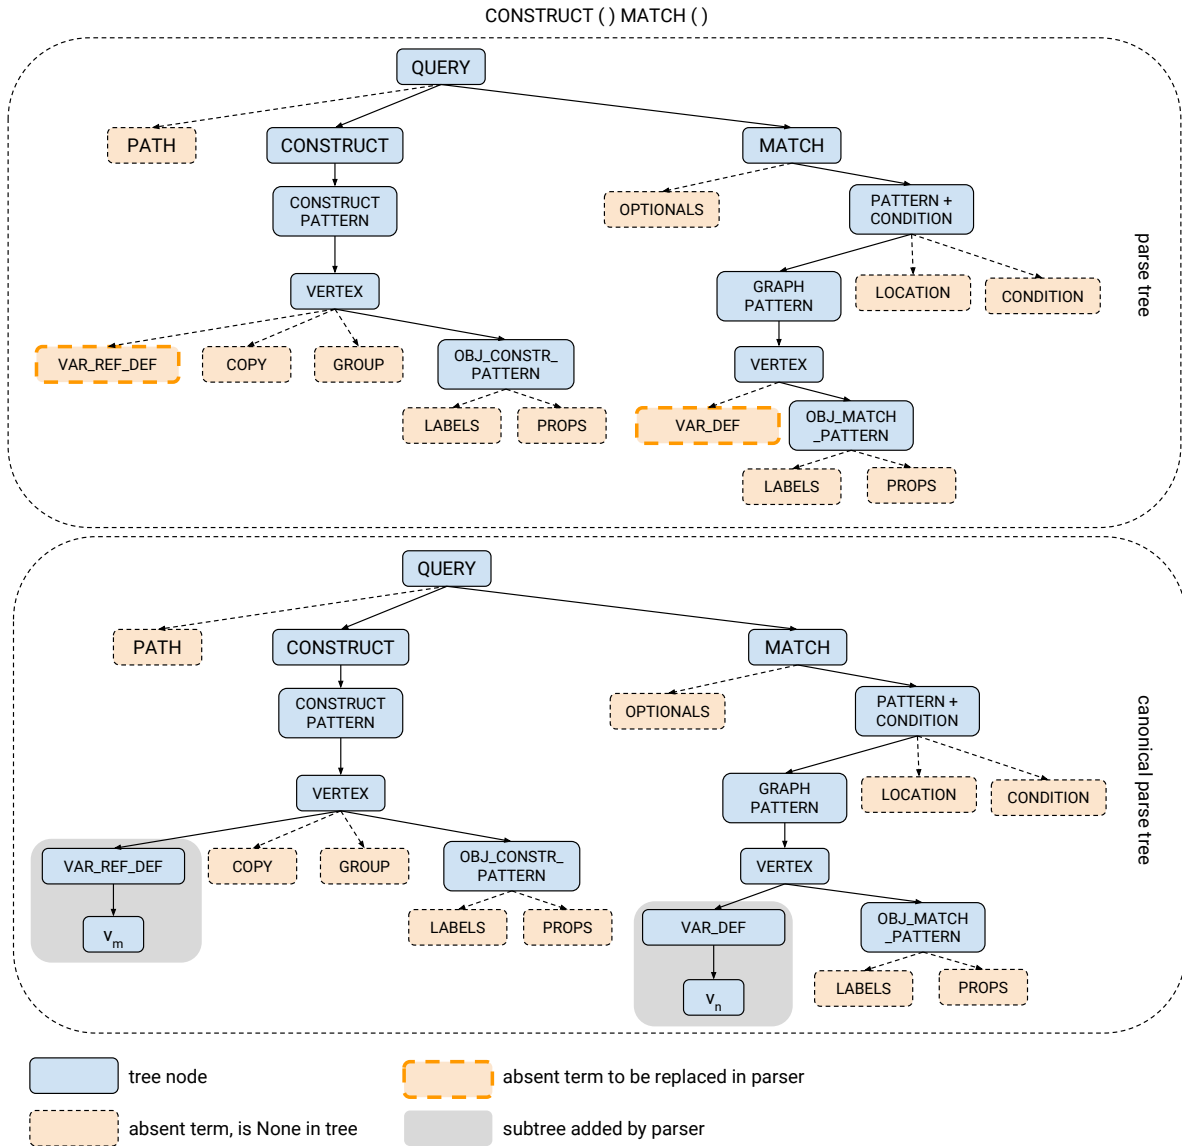 CONSTRUCT ( ) MATCH ( )
QUERY
PATH
CONSTRUCT
MATCH
CONSTRUCT
PATTERN
OPTIONALS
PATTERN +
CONDITION
parse tree
VERTEX
GRAPH
PATTERN
LOCATION
CONDITION
VAR_REF_DEF
COPY
GROUP
OBJ_CONSTR_
PATTERN
VERTEX
LABELS
PROPS
VAR_DEF
OBJ_MATCH
_PATTERN
LABELS
PROPS
QUERY
PATH
CONSTRUCT
MATCH
CONSTRUCT
PATTERN
OPTIONALS
PATTERN +
CONDITION
canonical parse tree
VERTEX
GRAPH
PATTERN
LOCATION
CONDITION
VAR_REF_DEF
COPY
GROUP
OBJ_CONSTR_
PATTERN
VERTEX
v_m
LABELS
PROPS
VAR_DEF
OBJ_MATCH
_PATTERN
v_n
LABELS
PROPS
tree node
absent term to be replaced in parser
absent term, is None in tree
subtree added by parser